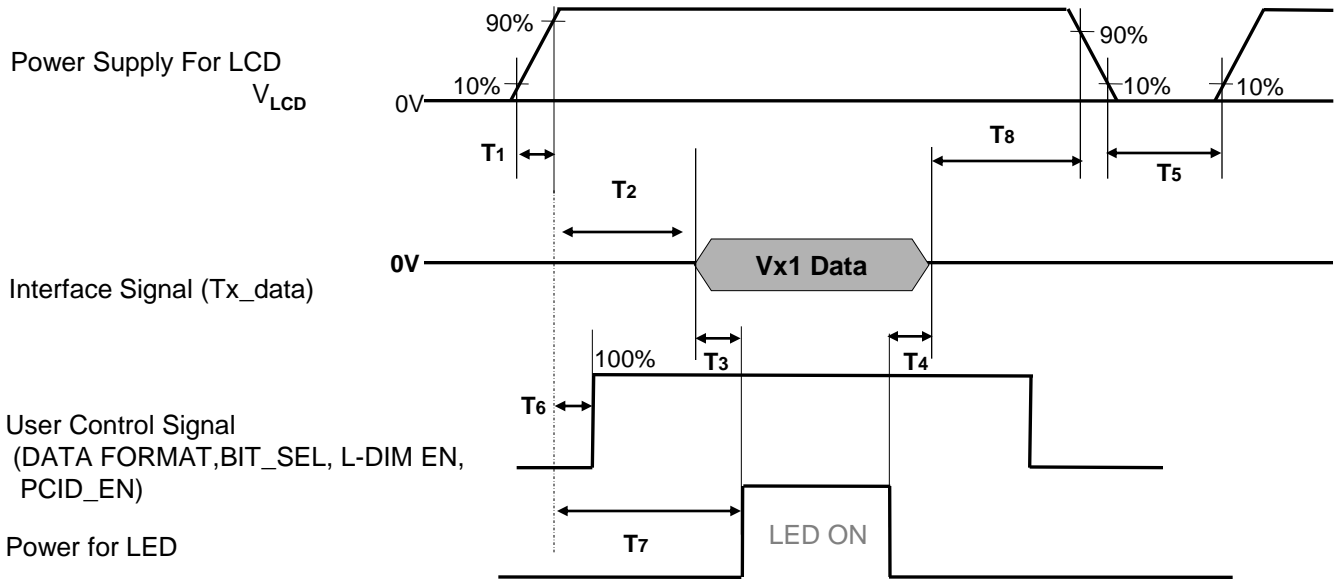 90%
90%
Power Supply For LCD
VLCD
10%
10%
10%
0V
T1
T8
T5
T2
0V
Vx1 Data
Interface Signal (Tx_data)
100%
T3
T4
T6
User Control Signal
(DATA FORMAT,BIT_SEL, L-DIM EN,
PCID_EN)
T7
LED ON
Power for LED